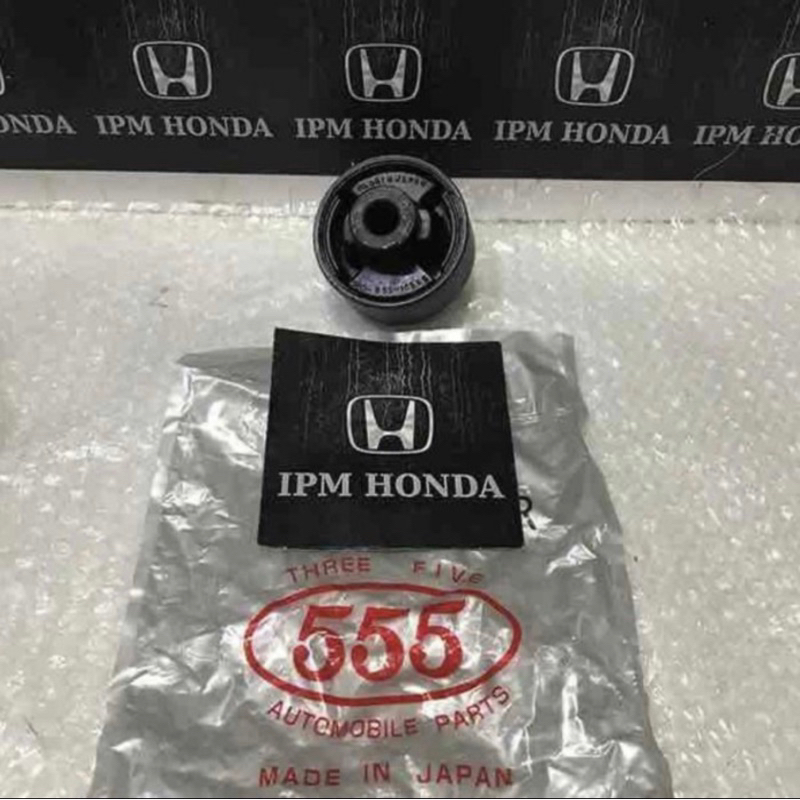 ONDA IPM HONDA IPM HONDA IPM HONDA IPM HO
IPM HONDA
R
THREE FIVE
555
AUTOMOBILE PARTS
MADE IN JAPAN